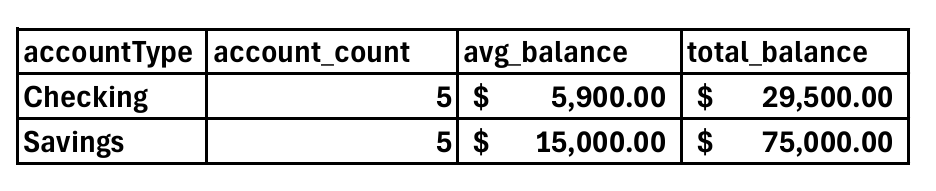 accountType account_count avg_balance total_balance
Checking 5 $ 5,900.00 $ 29,500.00
Savings 5 $ 15,000.00 $ 75,000.00